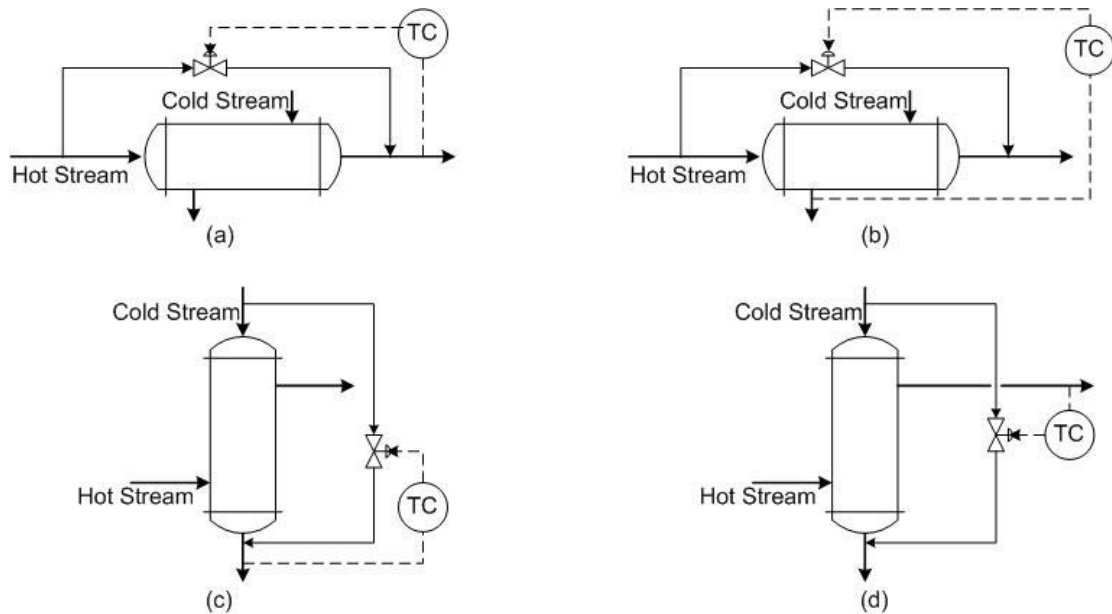 TC
Cold Stream
Hot Stream
(a)
TC
Cold Stream
Hot Stream
(b)
Cold Stream
Hot Stream
TC
(c)
Cold Stream
TC
Hot Stream
(d)